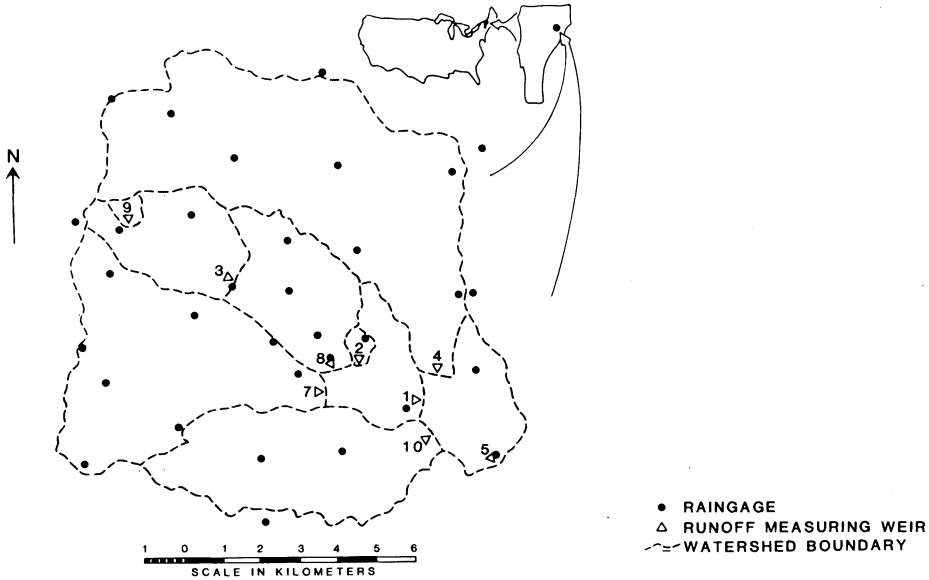 N
9
3
8
2
4
7
1
10
5
1 0 1 2 3 4 5 6
SCALE IN KILOMETERS
RAINGAGE
RUNOFF MEASURING WEIR
WATERSHED BOUNDARY